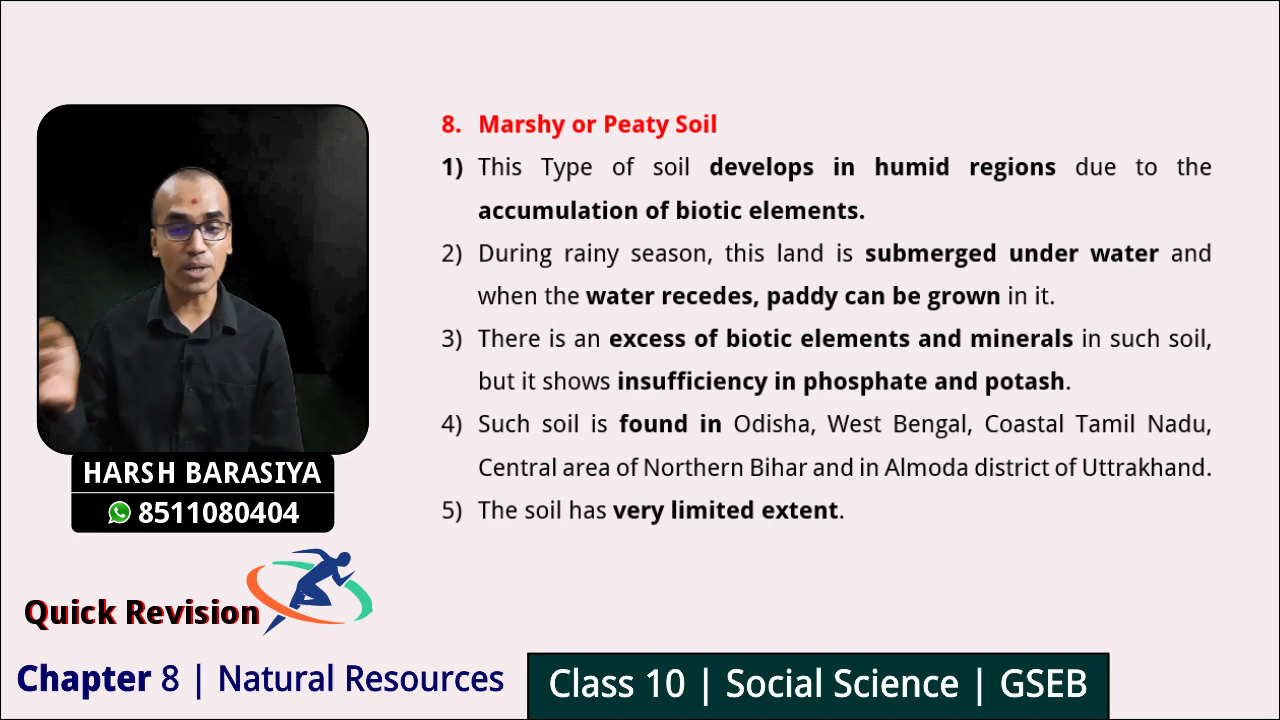 8. Marshy or Peaty Soil
1) This Type of soil develops in humid regions due to the
accumulation of biotic elements.
2) During rainy season, this land is submerged under water and
when the water recedes, paddy can be grown in it.
3) There is an excess of biotic elements and minerals in such soil,
but it shows insufficiency in phosphate and potash.
4) Such soil is found in Odisha, West Bengal, Coastal Tamil Nadu,
Central area of Northern Bihar and in Almoda district of Uttrakhand.
5) The soil has very limited extent.
HARSH BARASIYA
8511080404
Quick Revision
Chapter 8 | Natural Resources
Class 10 | Social Science | GSEB